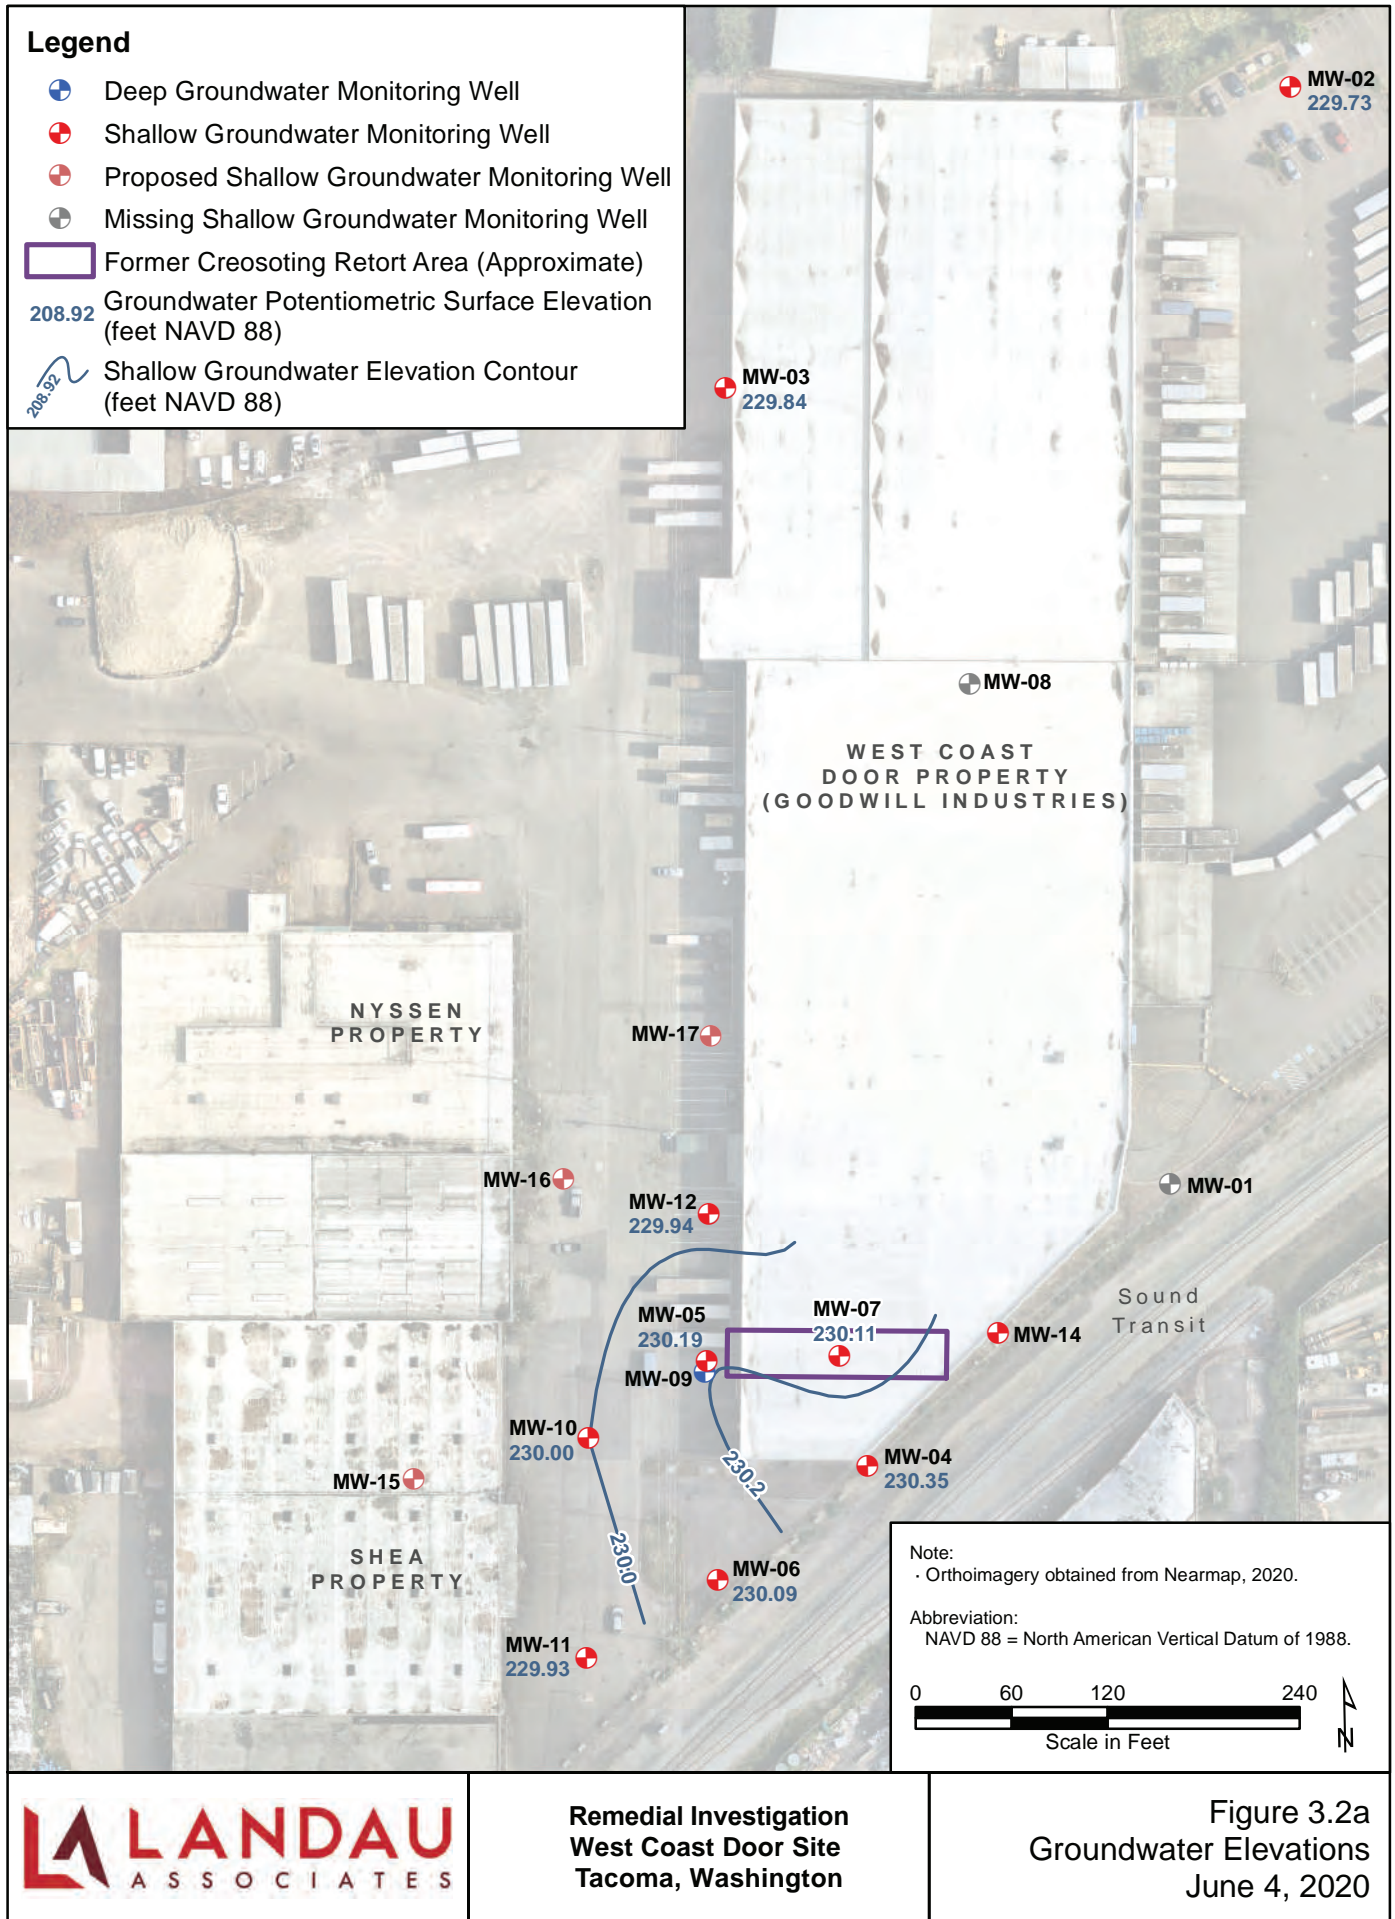 Legend
Deep Groundwater Monitoring Well
Shallow Groundwater Monitoring Well
Proposed Shallow Groundwater Monitoring Well
Missing Shallow Groundwater Monitoring Well
Former Creosoting Retort Area (Approximate)
208.92 Groundwater Potentiometric Surface Elevation
(feet NAVD 88)
208.92 Shallow Groundwater Elevation Contour
(feet NAVD 88)
MW-02
229.73
MW-03
229.84
MW-08
WEST COAST
DOOR PROPERTY
(GOODWILL INDUSTRIES)
NYSSEN
PROPERTY
MW-17
MW-16
MW-12
229.94
MW-01
Sound
Transit
MW-05
230.19
MW-07
230.11
MW-14
MW-09
MW-10
230.00
MW-15
230.2
MW-04
230.35
SHEA
PROPERTY
230.0
MW-06
230.09
MW-11
229.93
Note:
· Orthoimagery obtained from Nearmap, 2020.
Abbreviation:
NAVD 88 = North American Vertical Datum of 1988.
0 60 120 240
Scale in Feet
N
LA LANDAU
ASSOCIATES
Remedial Investigation
West Coast Door Site
Tacoma, Washington
Figure 3.2a
Groundwater Elevations
June 4, 2020